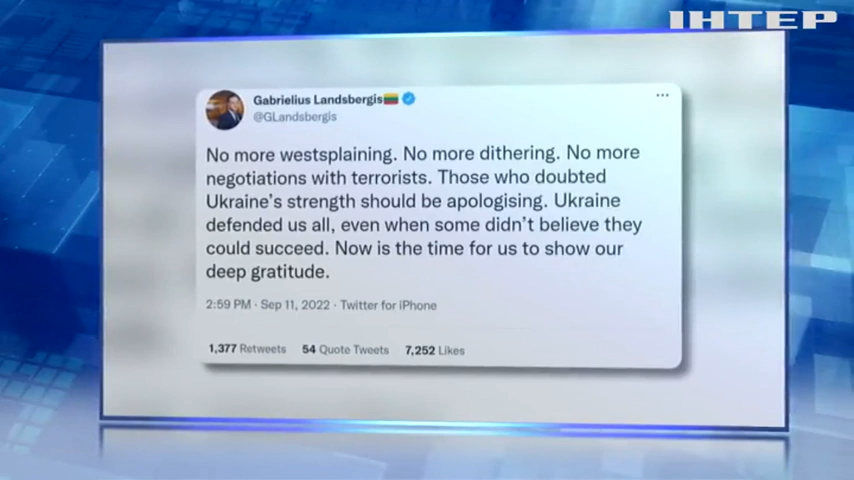 ІНТЕР
Gabrielius Landsbergis
@GLandsbergis
No more westsplaining. No more dithering. No more
negotiations with terrorists. Those who doubted
Ukraine's strength should be apologising. Ukraine
defended us all, even when some didn't believe they
could succeed. Now is the time for us to show our
deep gratitude.
2:59 PM · Sep 11, 2022 · Twitter for iPhone
1,377 Retweets 54 Quote Tweets 7,252 Likes